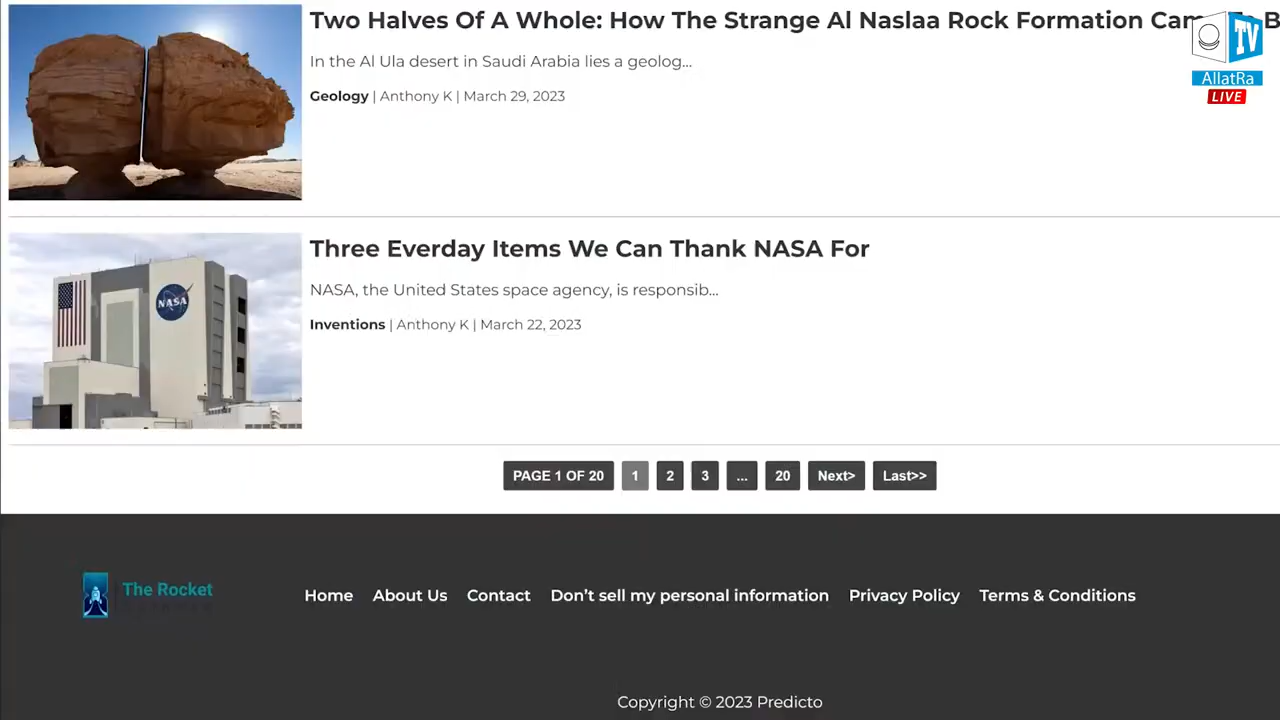 Two Halves Of A Whole: How The Strange Al Naslaa Rock Formation
In the Al Ula desert in Saudi Arabia lies a geolog...
Geology | Anthony K | March 29, 2023
TV
AllatRa
LIVE
Three Everday Items We Can Thank NASA For
NASA, the United States space agency, is responsib...
Inventions | Anthony K | March 22, 2023
NASA
PAGE 1 OF 20 1 2 3 ... 20 Next> Last>>
The Rocket
Home About Us Contact Don’t sell my personal information Privacy Policy Terms & Conditions
Copyright © 2023 Predicto